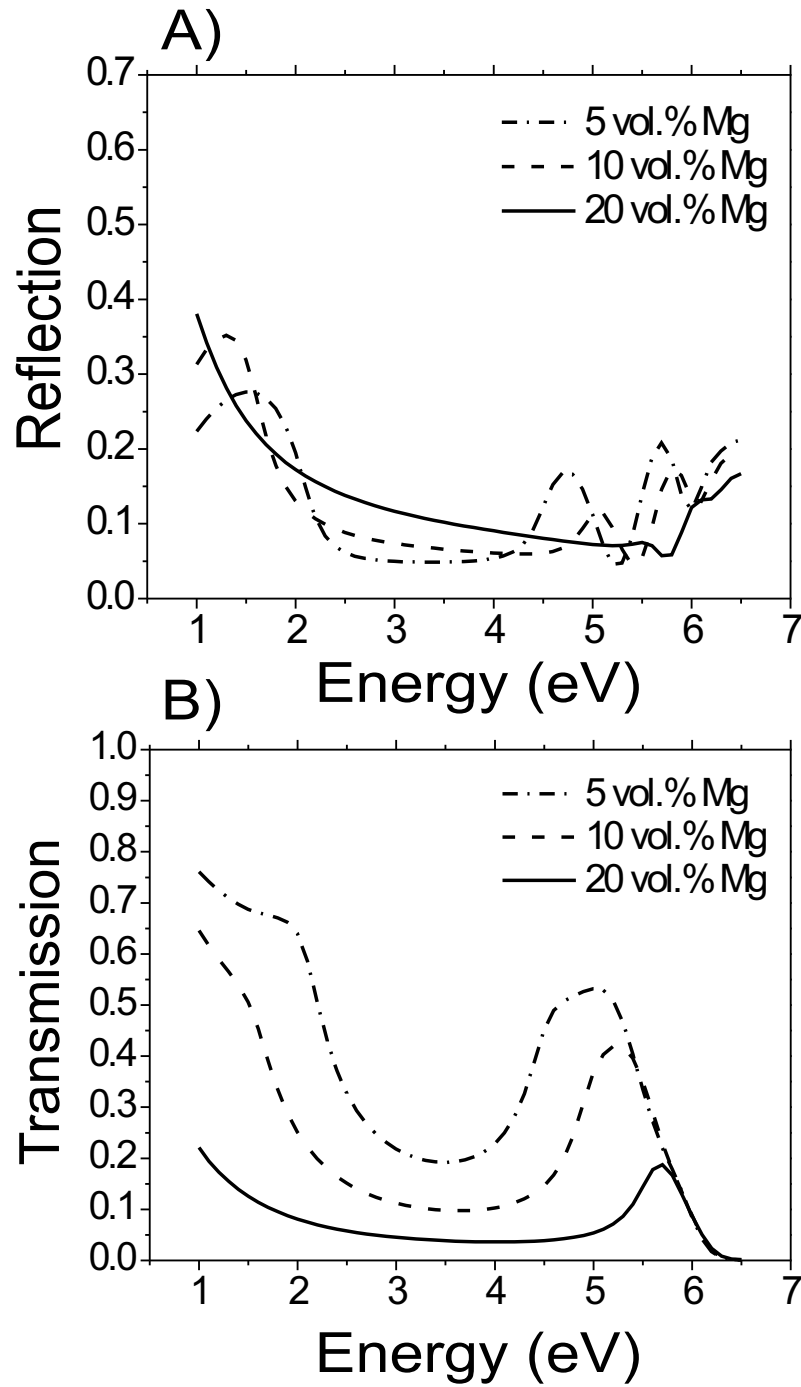 A)
0.7
0.6
0.5
0.4
0.3
0.2
0.1
0.0
Reflection
5 vol.% Mg
10 vol.% Mg
20 vol.% Mg
1 2 3 4 5 6 7
Energy (eV)
B)
1.0
0.9
0.8
0.7
0.6
0.5
0.4
0.3
0.2
0.1
0.0
Transmission
5 vol.% Mg
10 vol.% Mg
20 vol.% Mg
1 2 3 4 5 6 7
Energy (eV)